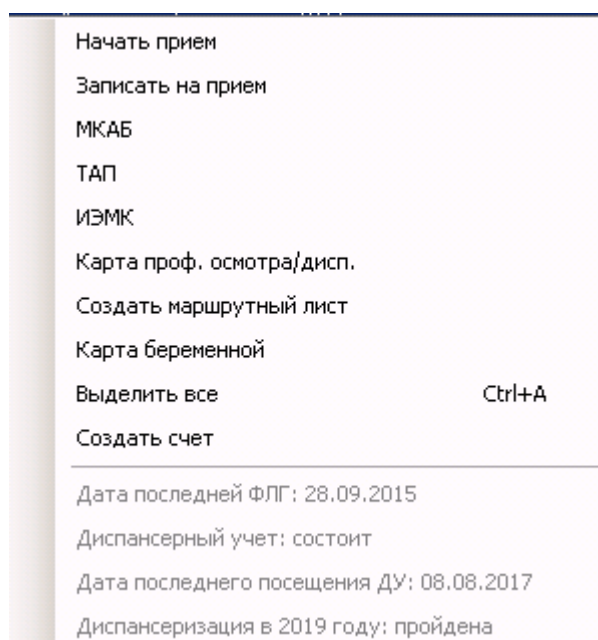 Начать прием
Записать на прием
МКАБ
ТАП
ИЭМК
Карта проф. осмотра/дисп.
Создать маршрутный лист
Карта беременной
Выделить все Ctrl+A
Создать счет
Дата последней ФЛГ: 28.09.2015
Диспансерный учет: состоит
Дата последнего посещения ДУ: 08.08.2017
Диспансеризация в 2019 году: пройдена